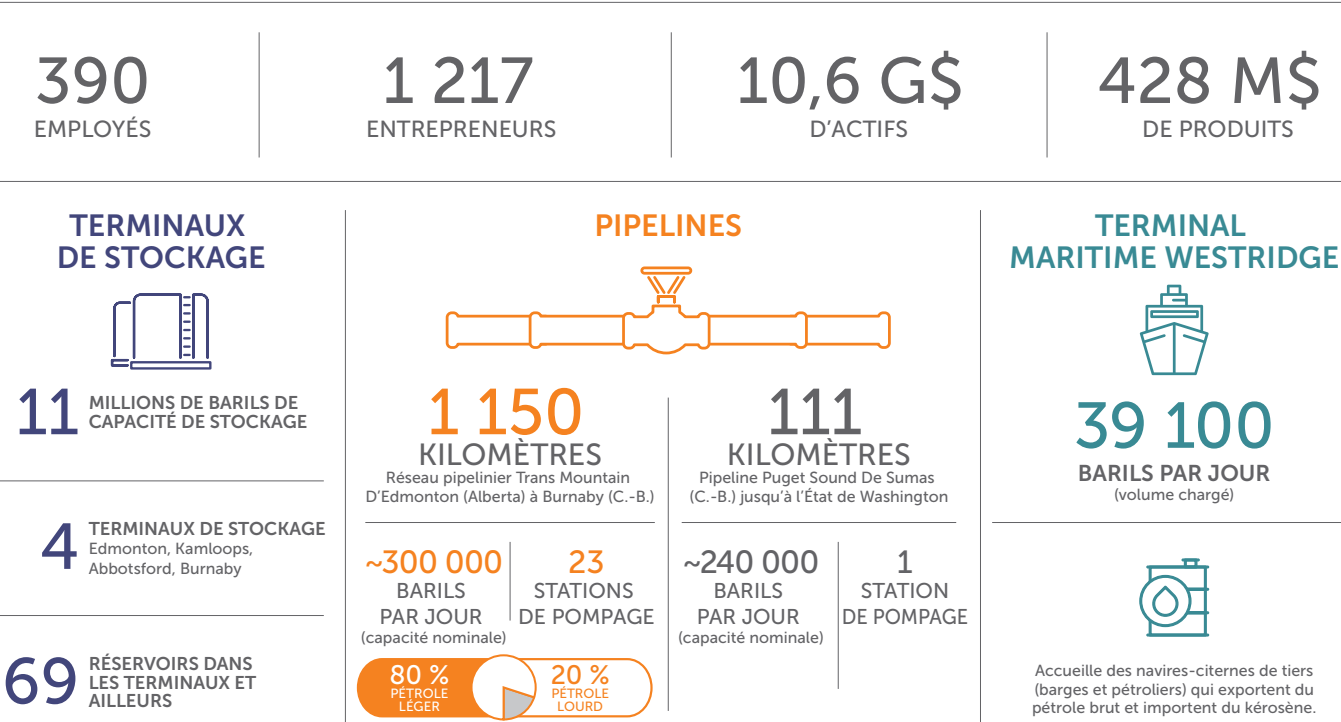 390
EMPLOYÉS
1 217
ENTREPRENEURS
10,6 G$
D'ACTIFS
428 M$
DE PRODUITS
TERMINAUX
DE STOCKAGE
11
MILLIONS DE BARILS DE
CAPACITÉ DE STOCKAGE
4
TERMINAUX DE STOCKAGE
Edmonton, Kamloops,
Abbotsford, Burnaby
69
RÉSERVOIRS DANS
LES TERMINAUX ET
AILLEURS
PIPELINES
1 150
KILOMÈTRES
Réseau pipelinier Trans Mountain
D'Edmonton (Alberta) à Burnaby (C.-B.)
~300 000
BARILS
PAR JOUR
(capacité nominale)
23
STATIONS
DE POMPAGE
80 %
PÉTROLE
LÉGER
20 %
PÉTROLE
LOURD
111
KILOMÈTRES
Pipeline Puget Sound De Sumas
(C.-B.) jusqu'à l'État de Washington
~240 000
BARILS
PAR JOUR
(capacité nominale)
1
STATION
DE POMPAGE
TERMINAL
MARITIME WESTRIDGE
39 100
BARILS PAR JOUR
(volume chargé)
Accueille des navires-citernes de tiers
(barges et pétroliers) qui exportent du
pétrole brut et importent du kérosène.